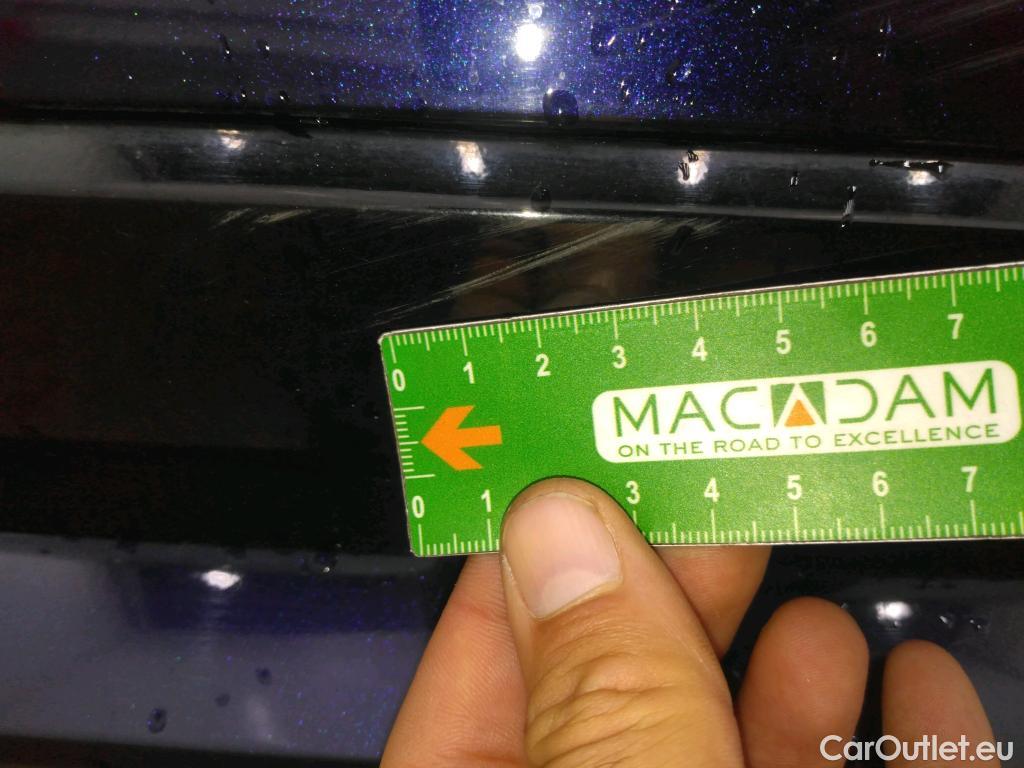 0 1 2 3 4 5 6 7
MACADAM
ON THE ROAD TO EXCELLENCE
0 1 3 4 5 6 7
CarOutlet.eu